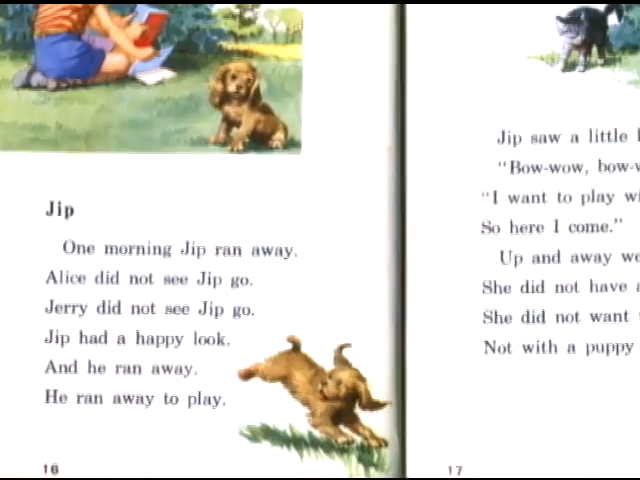 Jip
One morning Jip ran away.
Alice did not see Jip go.
Jerry did not see Jip go.
Jip had a happy look.
And he ran away.
He ran away to play.
16
Jip saw a little
"Bow-wow, bow-w
"I want to play wi
So here I come."
Up and away we
She did not have a
She did not want
Not with a puppy
17